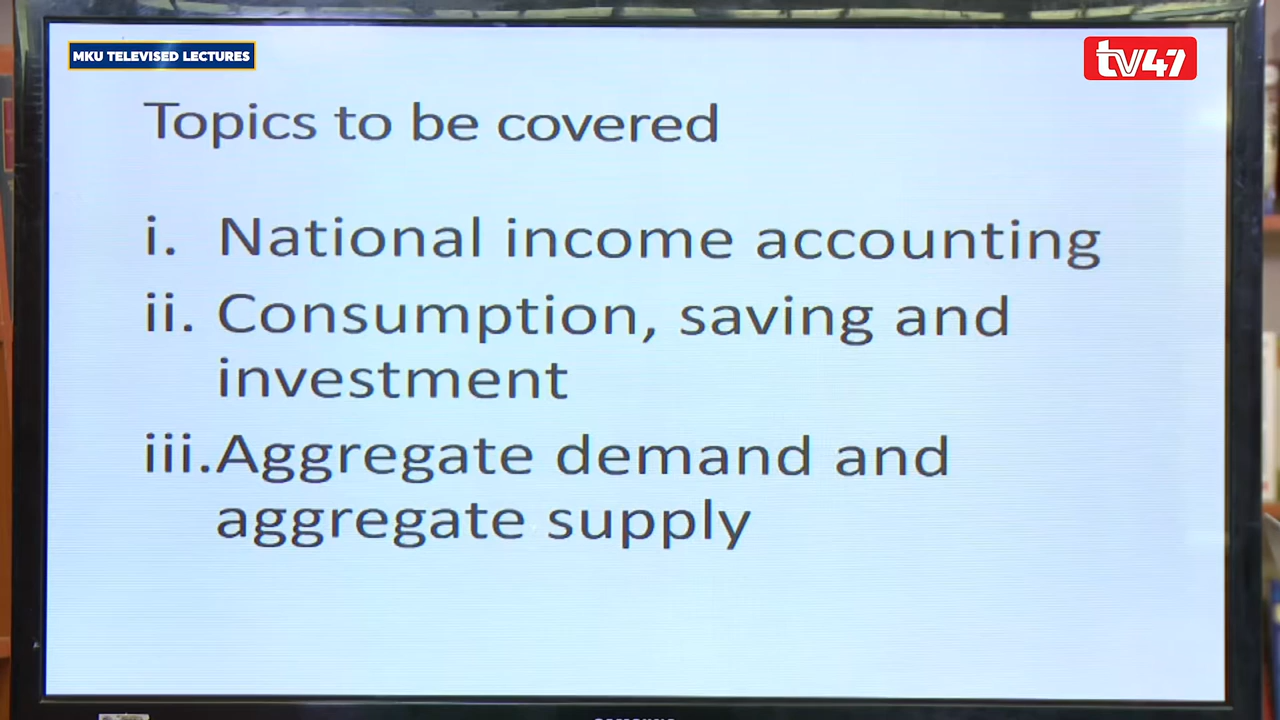 MKU TELEVISED LECTURES
tv47
Topics to be covered
i. National income accounting
ii. Consumption, saving and
investment
iii.Aggregate demand and
aggregate supply